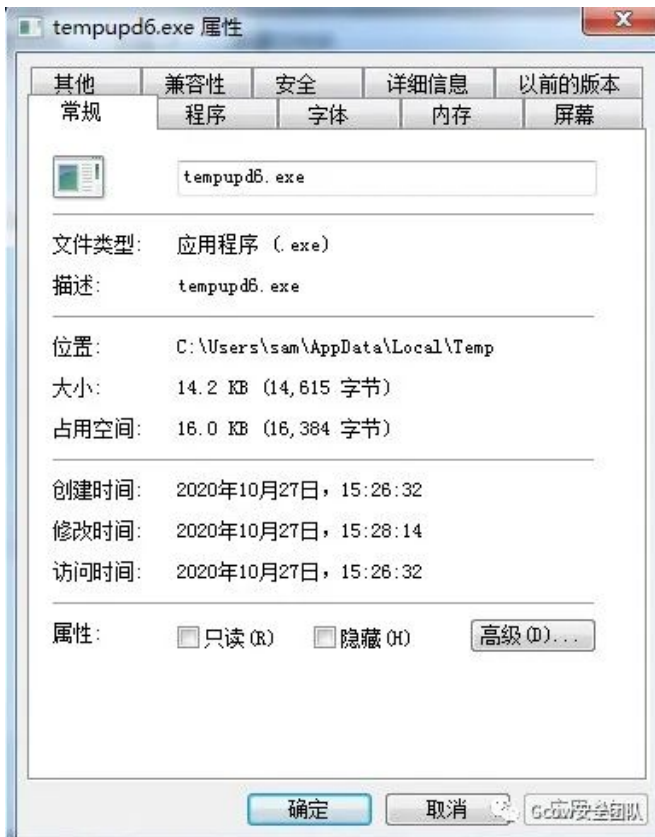 tempupd6.exe 属性
其他 兼容性 安全 详细信息 以前的版本
常规 程序 字体 内存 屏幕
tempupd6.exe
文件类型: 应用程序 (.exe)
描述: tempupd6.exe
位置: C:\Users\sam\AppData\Local\Temp
大小: 14.2 KB (14,615 字节)
占用空间: 16.0 KB (16,384 字节)
创建时间: 2020年10月27日，15:26:32
修改时间: 2020年10月27日，15:28:14
访问时间: 2020年10月27日，15:26:32
属性: 只读(R) 隐藏(H) 高级(D)...
确定 取消 Gcow安全团队